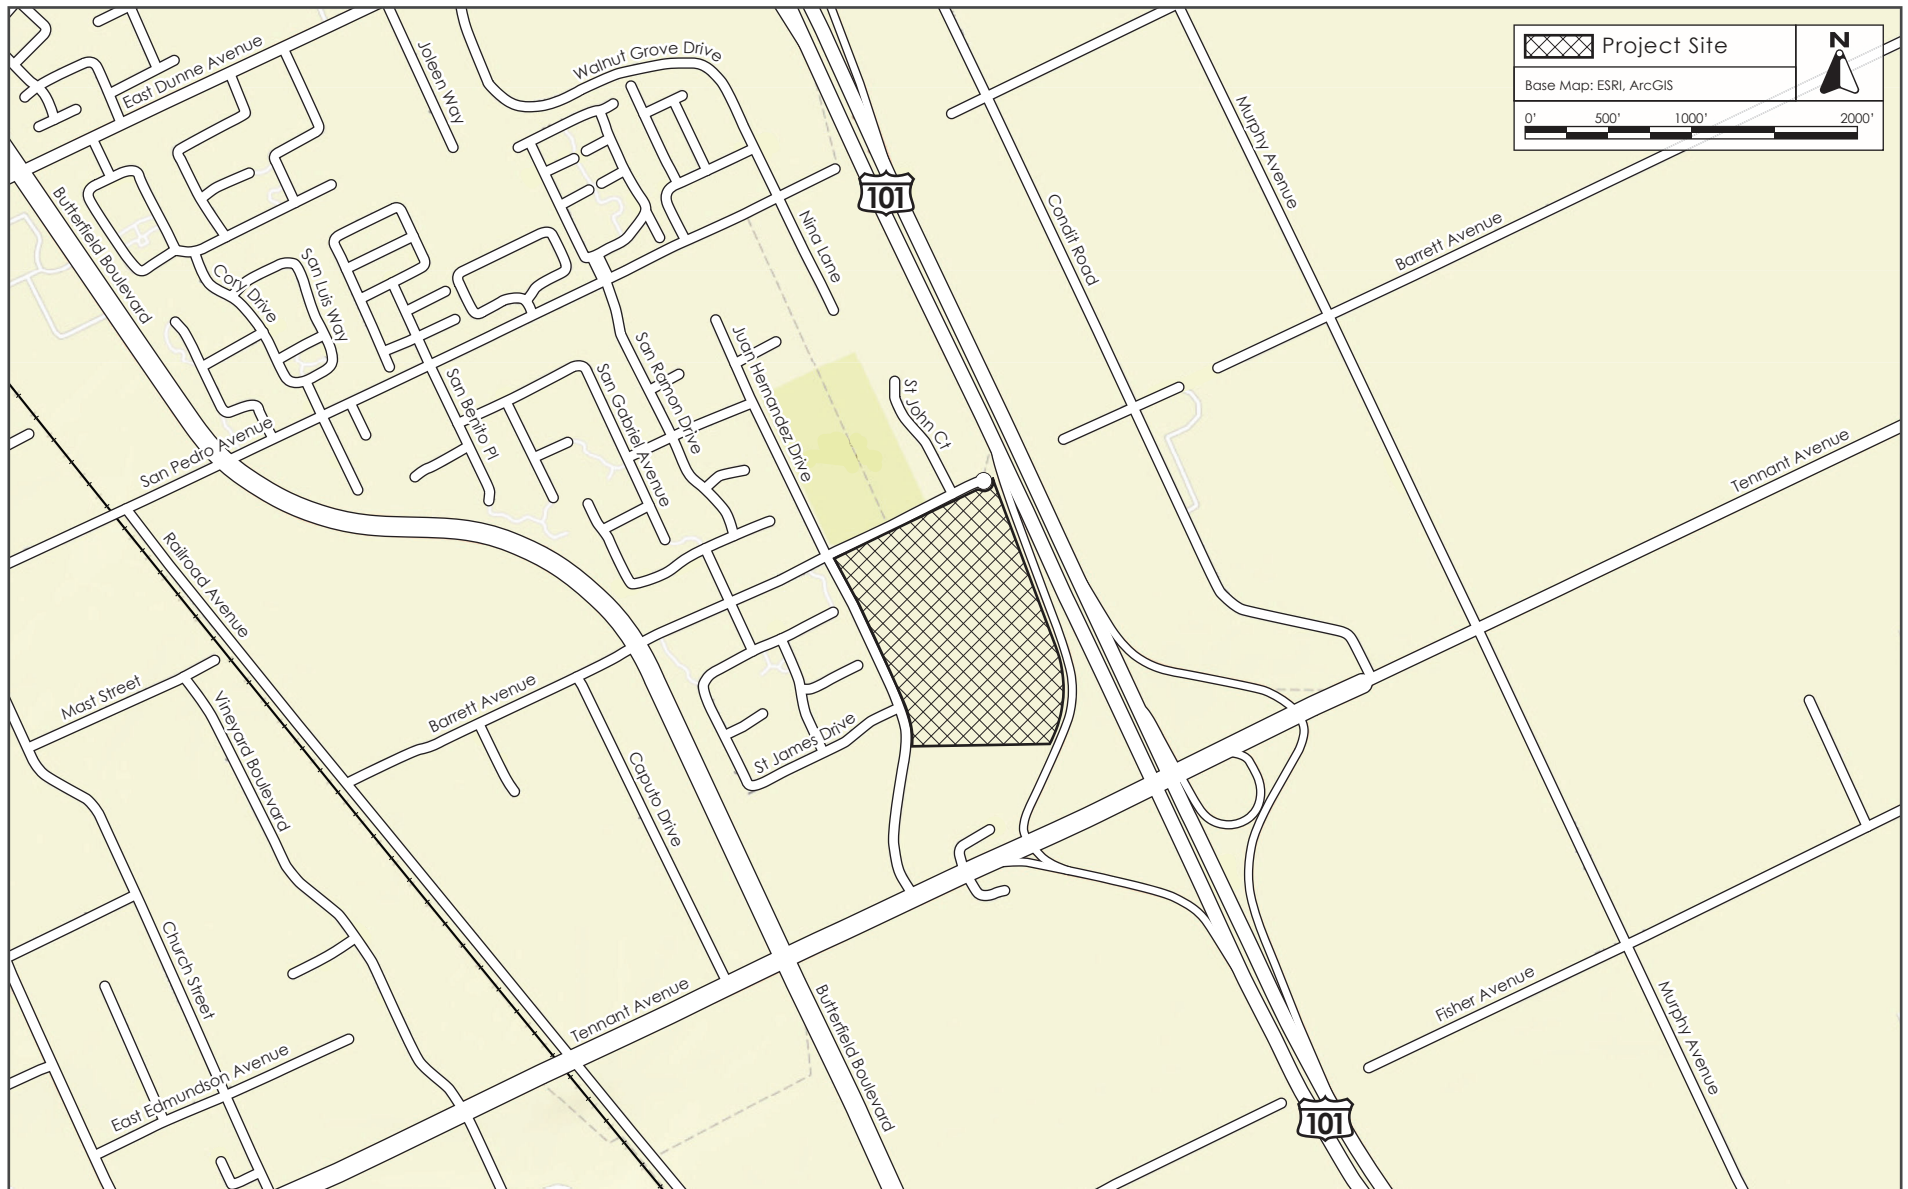 Project Site
N
Base Map: ESRI, ArcGIS
0' 500' 1000' 2000'
East Dunne Avenue
Joleen Way
Walnut Grove Drive
Murphy Avenue
101
Butterfield Boulevard
Cory Drive
San Luis Way
Nina Lane
Condit Road
Barrett Avenue
San Pedro Avenue
San Benito Pl
San Gabriel Avenue
San Ramon Drive
Juan Hernandez Drive
St John Ct
Tennant Avenue
Railroad Avenue
Mast Street
Vineyard Boulevard
Barrett Avenue
Caputo Drive
St James Drive
Church Street
East Edmundson Avenue
Tennant Avenue
Butterfield Boulevard
Fisher Avenue
Murphy Avenue
101